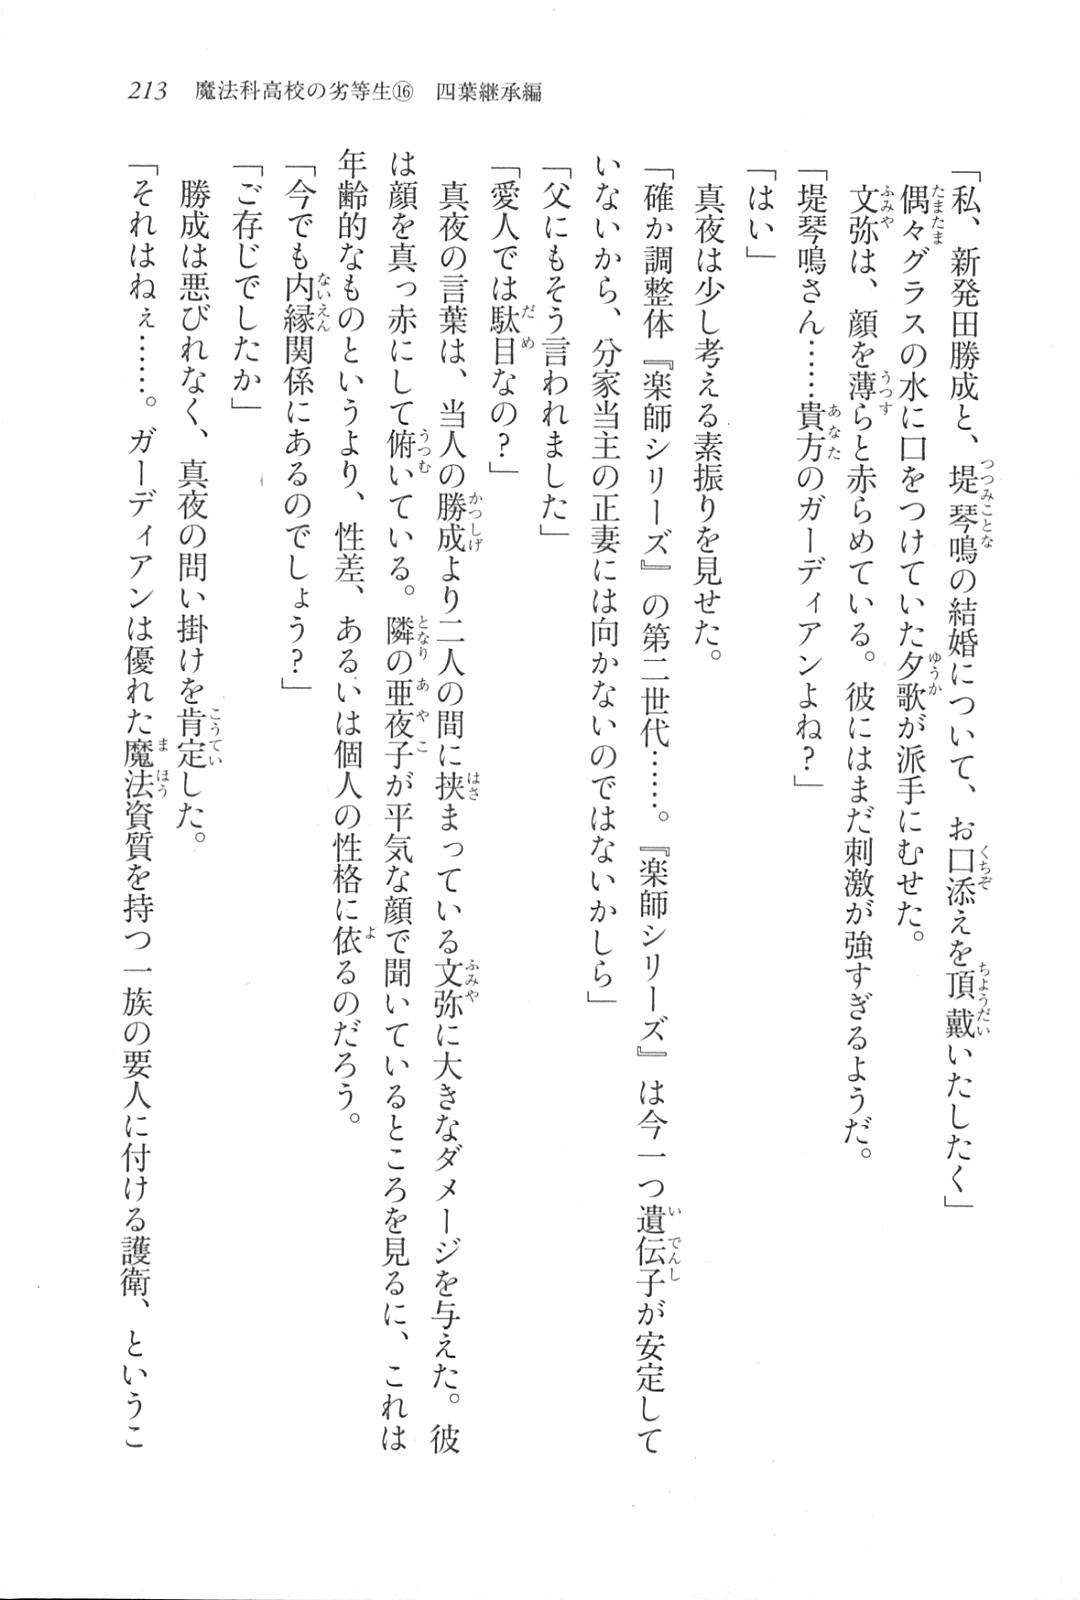 213　魔法科高校の劣等生⑯　四葉継承編
「私、新発田勝成と、堤琴鳴の結婚について、お口添えを頂戴いたしたく」
偶々グラスの水に口をつけていた夕歌が派手にむせた。
文弥は、顔を薄らと赤らめている。彼にはまだ刺激が強すぎるようだ。
「堤琴鳴さん……貴方のガーディアンよね？」
「はい」
真夜は少し考える素振りを見せた。
「確か調整体『楽師シリーズ』の第二世代……。『楽師シリーズ』は今一つ遺伝子が安定して
いないから、分家当主の正妻には向かないのではないかしら」
「父にもそう言われました」
「愛人では駄目なの？」
真夜の言葉は、当人の勝成より二人の間に挟まっている文弥に大きなダメージを与えた。彼
は顔を真っ赤にして俯いている。隣の亜夜子が平気な顔で聞いているところを見るに、これは
年齢的なものというより、性差、あるいは個人の性格に依るのだろう。
「今でも内縁関係にあるのでしょう？」
「ご存じでしたか」
勝成は悪びれなく、真夜の問い掛けを肯定した。
「それはねぇ……。ガーディアンは優れた魔法資質を持つ一族の要人に付ける護衛、というこ